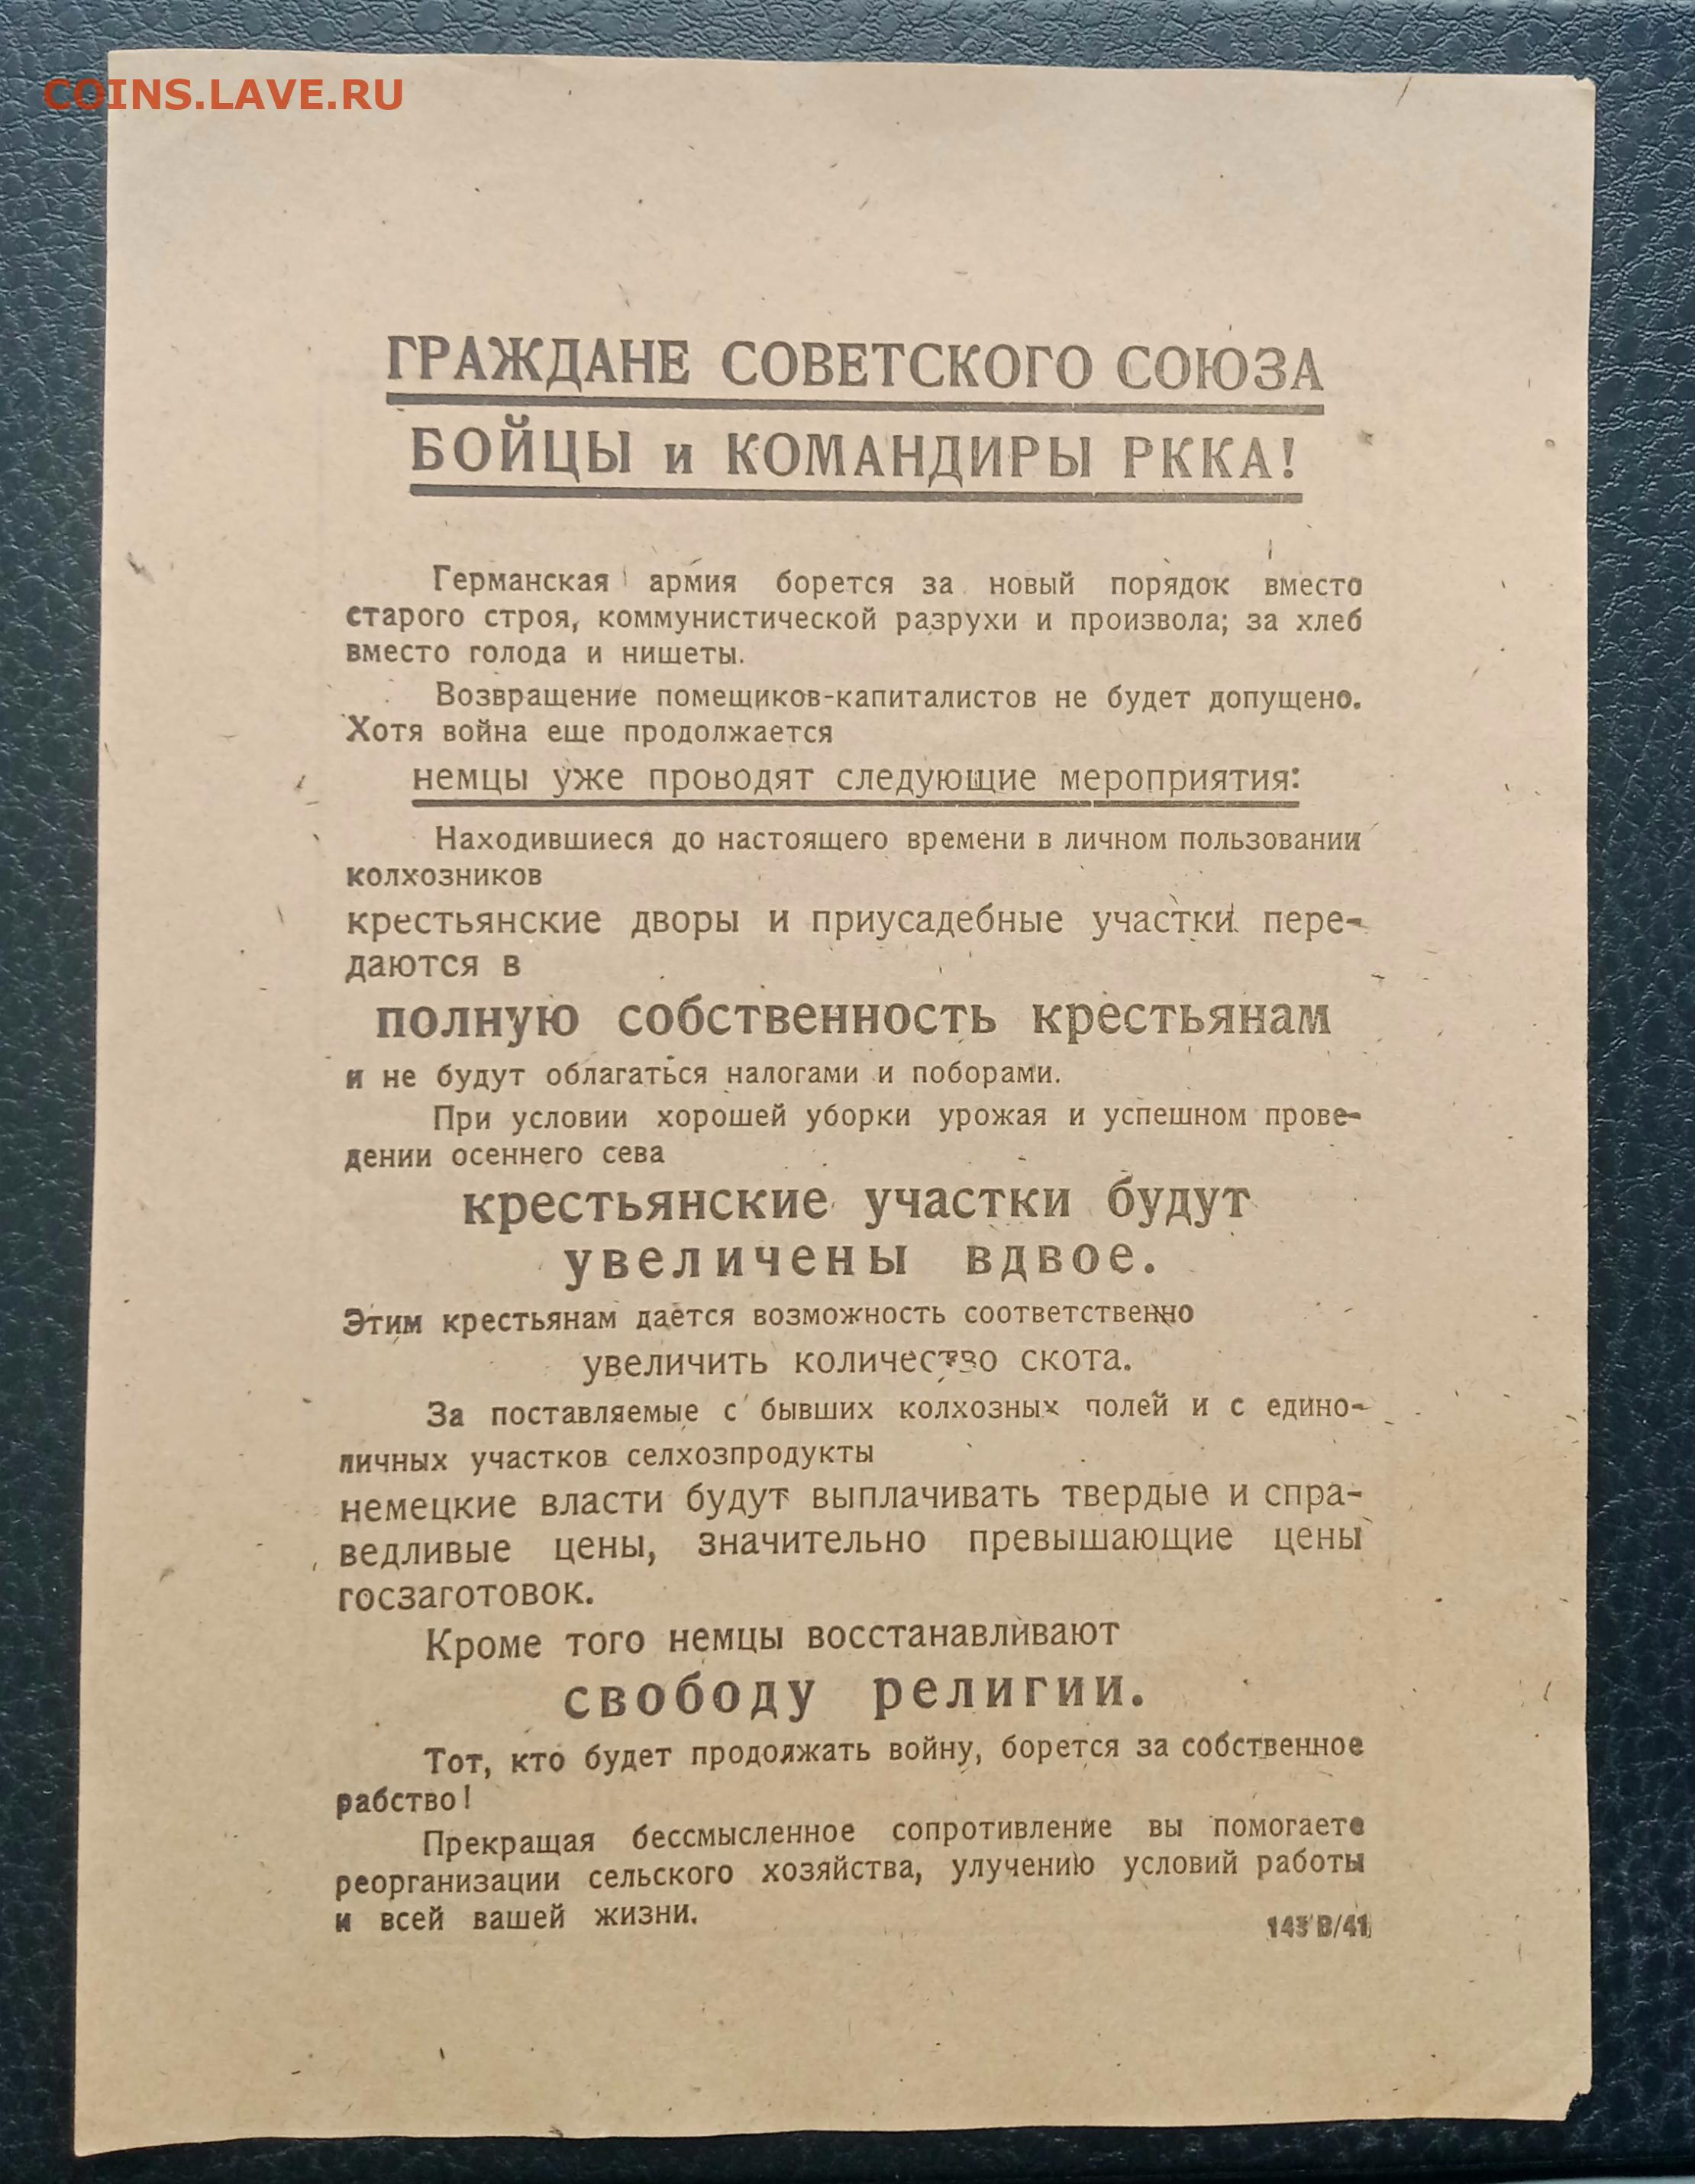 COINS.LAVE.RU
ГРАЖДАНЕ СОВЕТСКОГО СОЮЗА
БОЙЦЫ и КОМАНДИРЫ РККА!
Германская армия борется за новый порядок вместо
старого строя, коммунистической разрухи и произвола; за хлеб
вместо голода и нищеты.
Возвращение помещиков-капиталистов не будет допущено.
Хотя война еще продолжается
немцы уже проводят следующие мероприятия:
Находившиеся до настоящего времени в личном пользовании
колхозников
крестьянские дворы и приусадебные участки пере-
даются в
полную собственность крестьянам
и не будут облагаться налогами и поборами.
При условии хорошей уборки урожая и успешном прове-
дении осеннего сева
крестьянские участки будут
увеличены вдвое.
Этим крестьянам дается возможность соответственно
увеличить количество скота.
За поставляемые с бывших колхозных полей и с едино-
личных участков селхозпродукты
немецкие власти будут выплачивать твердые и спра-
ведливые цены, значительно превышающие цены
госзаготовок.
Кроме того немцы восстанавливают
свободу религии.
Тот, кто будет продолжать войну, борется за собственное
рабство!
Прекращая бессмысленное сопротивление вы помогаете
реорганизации сельского хозяйства, улучению условий работы
и всей вашей жизни.
143 B/41